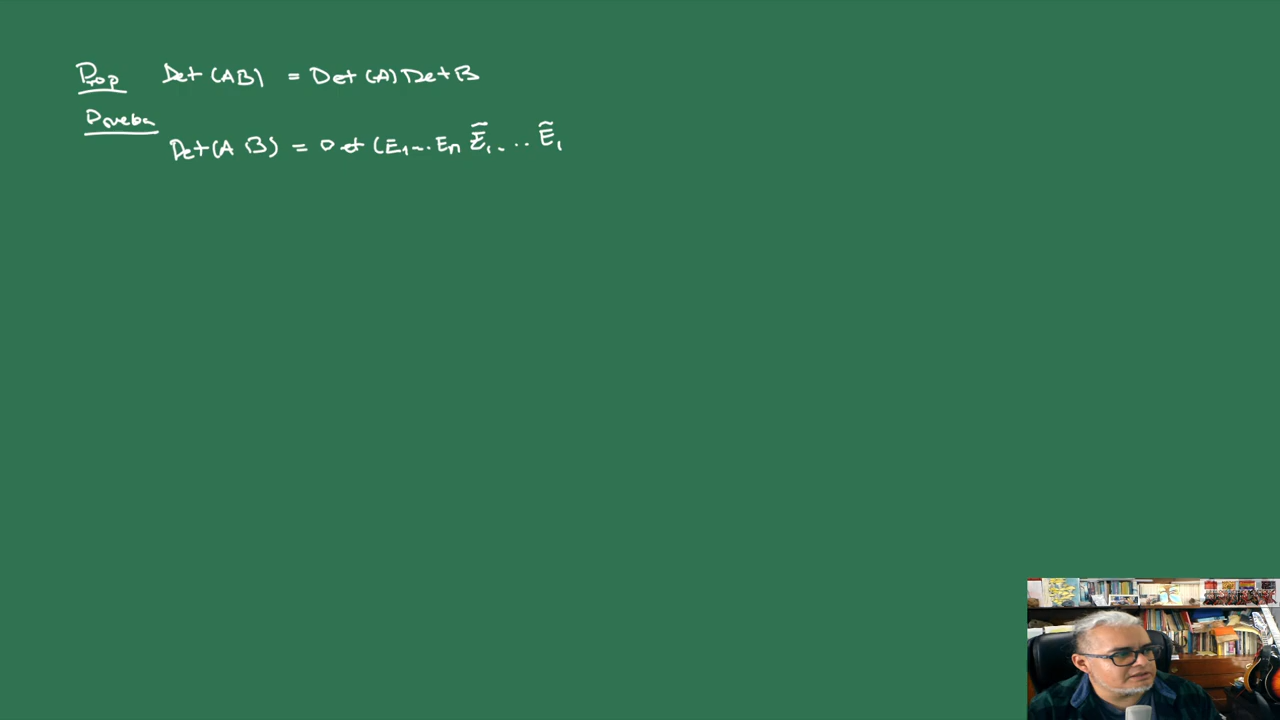 Prop Det(AB) = Det(A) Det B
Prueba
Det(A B) = Det (E₁... Eₙ Ẽ₁... Ẽ₁